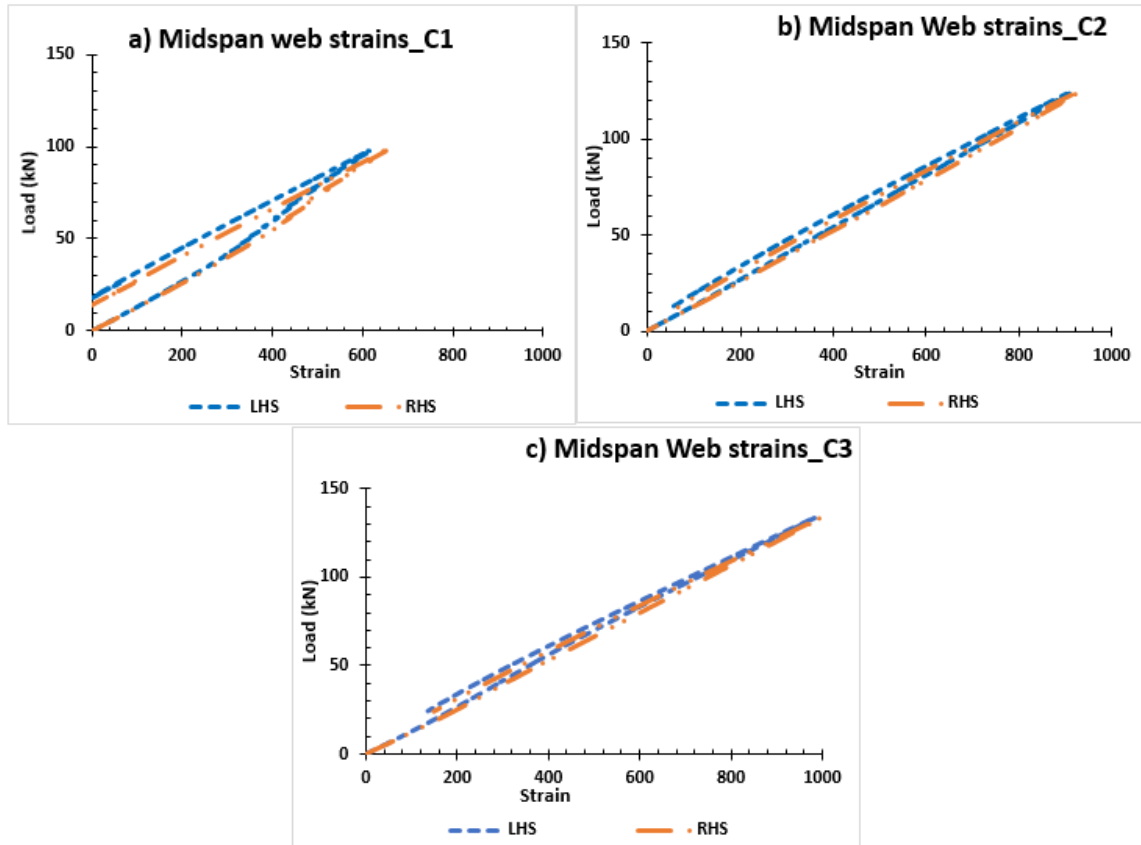 a) Midspan web strains_C1
150
100
50
0
Load (kN)
0 200 400 600 800 1000
Strain
LHS RHS
b) Midspan Web strains_C2
150
100
50
0
Load (kN)
0 200 400 600 800 1000
Strain
LHS RHS
c) Midspan Web strains_C3
150
100
50
0
Load (kN)
0 200 400 600 800 1000
Strain
LHS RHS